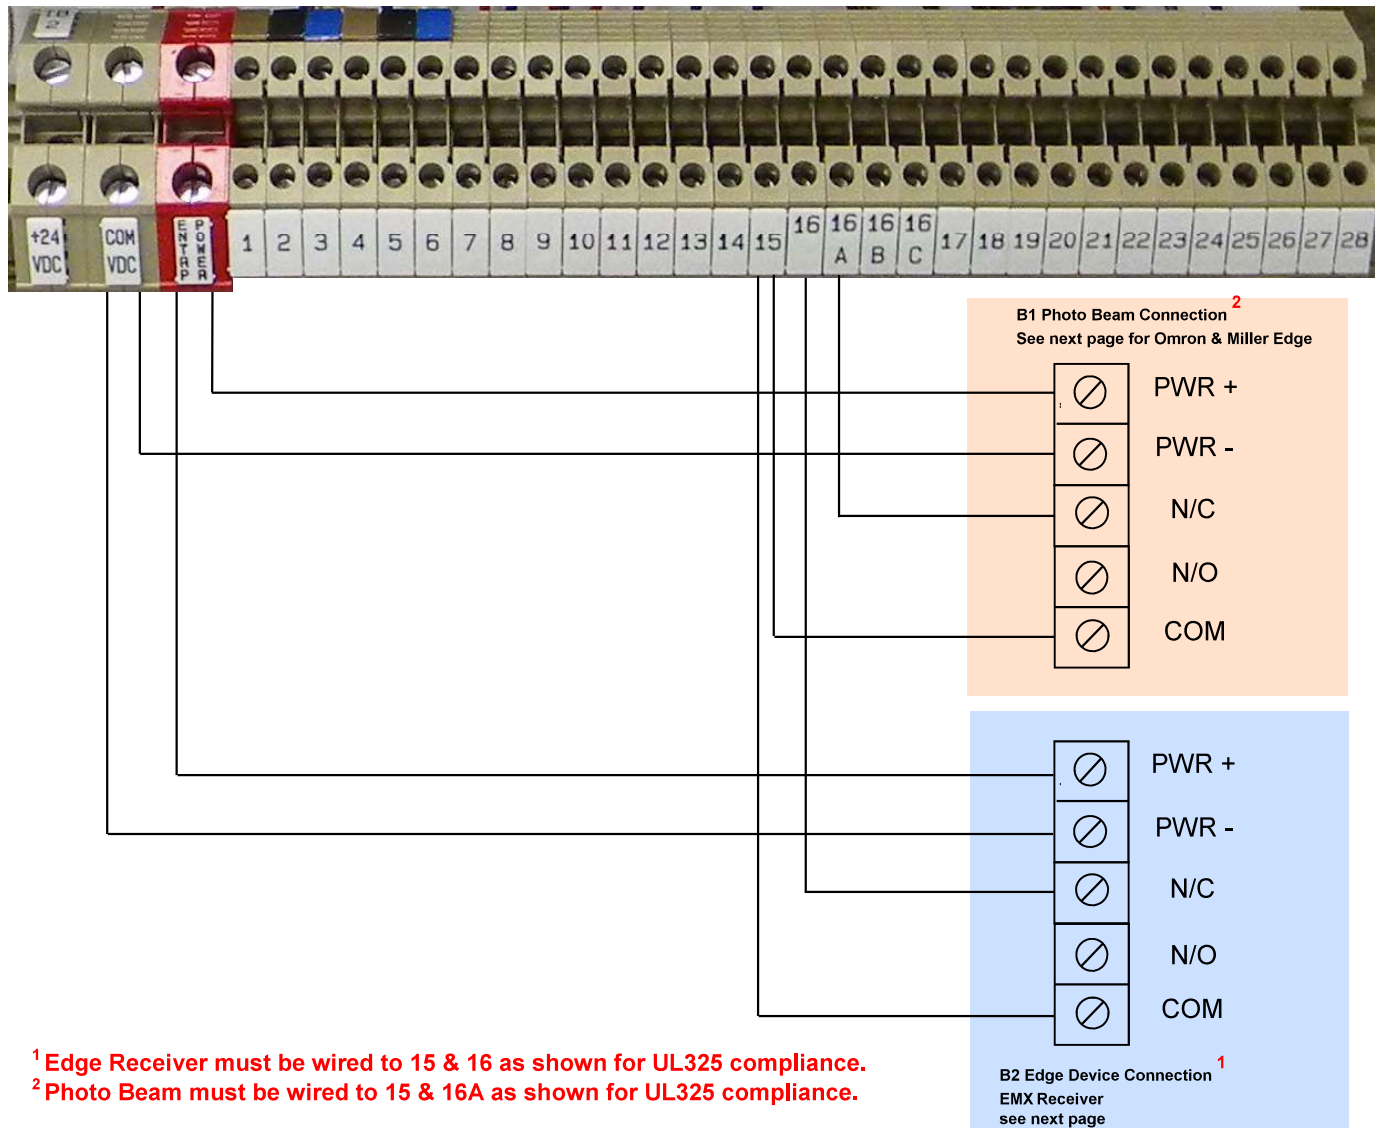 +24 VDC
COM VDC
ENTRP POWER
1 2 3 4 5 6 7 8 9 10 11 12 13 14 15 16 16 A 16 B 16 C 17 18 19 20 21 22 23 24 25 26 27 28
B1 Photo Beam Connection 2
See next page for Omron & Miller Edge
PWR +
PWR -
N/C
N/O
COM
PWR +
PWR -
N/C
N/O
COM
B2 Edge Device Connection 1
EMX Receiver
see next page
1 Edge Receiver must be wired to 15 & 16 as shown for UL325 compliance.
2 Photo Beam must be wired to 15 & 16A as shown for UL325 compliance.